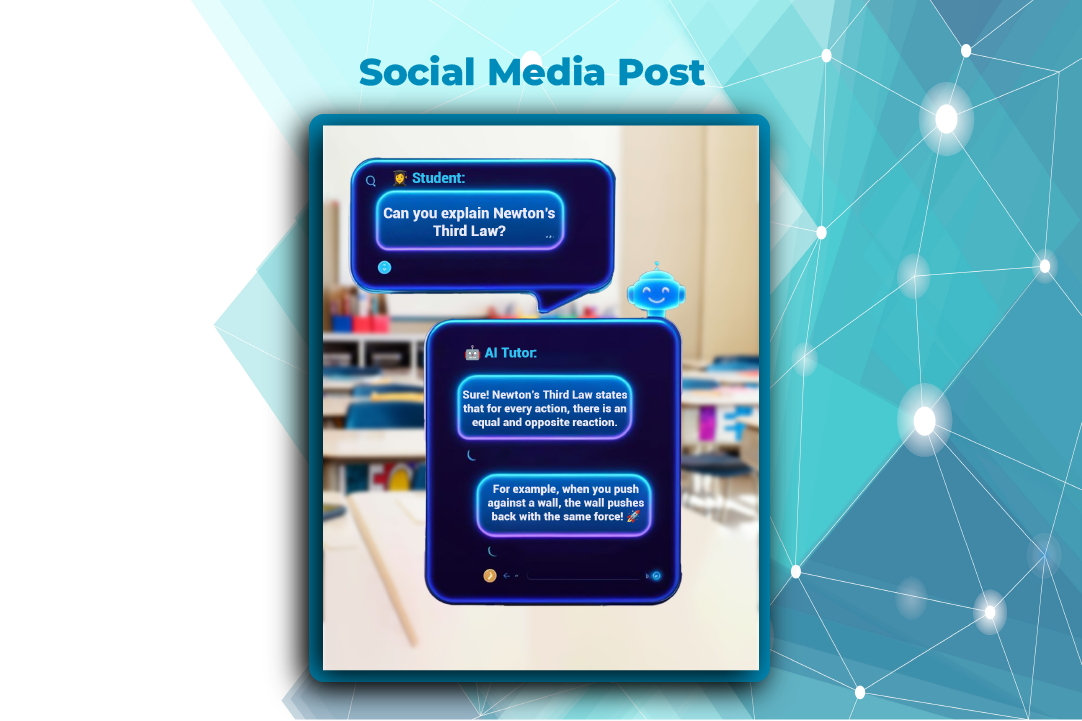 Social Media Post
👩‍🎓 Student:
Can you explain Newton's
Third Law?
🤖 AI Tutor:
Sure! Newton's Third Law states
that for every action, there is an
equal and opposite reaction.
For example, when you push
against a wall, the wall pushes
back with the same force! 🚀